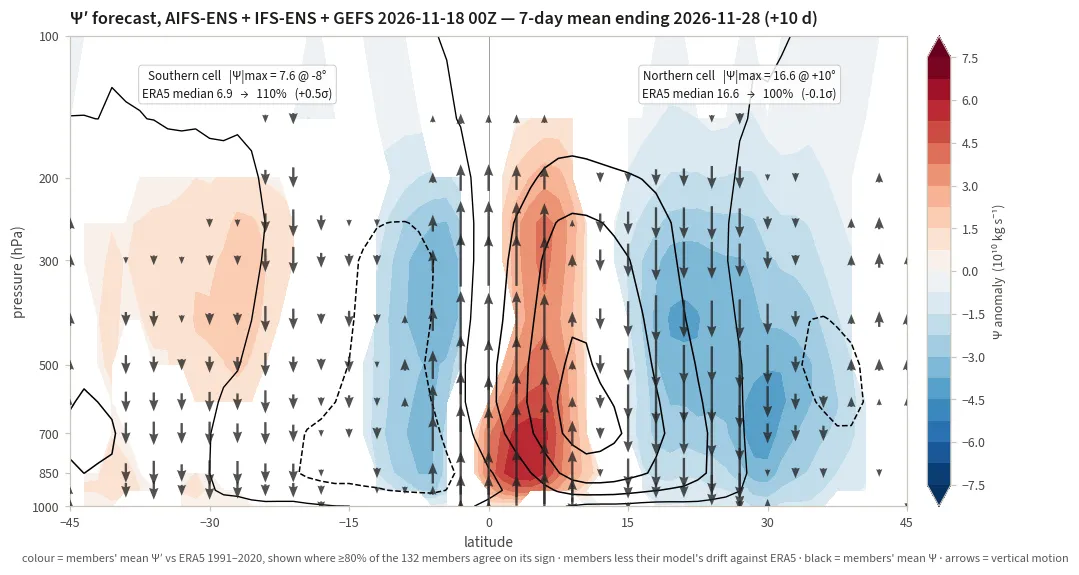 Ψ′ forecast, AIFS-ENS + IFS-ENS + GEFS 2026-11-18 00Z — 7-day mean ending 2026-11-28 (+10 d)
Southern cell |Ψ|max = 7.6 @ -8°
ERA5 median 6.9 → 110% (+0.5σ)
Northern cell |Ψ|max = 16.6 @ +10°
ERA5 median 16.6 → 100% (-0.1σ)
pressure (hPa)
100
200
300
500
700
850
1000
−45
−30
−15
0
15
30
45
latitude
7.5
6.0
4.5
3.0
1.5
0.0
−1.5
−3.0
−4.5
−6.0
−7.5
Ψ anomaly (10¹⁰ kg s⁻¹)
colour = members' mean Ψ′ vs ERA5 1991–2020, shown where ≥80% of the 132 members agree on its sign · members less their model's drift against ERA5 · black = members' mean Ψ · arrows = vertical motion